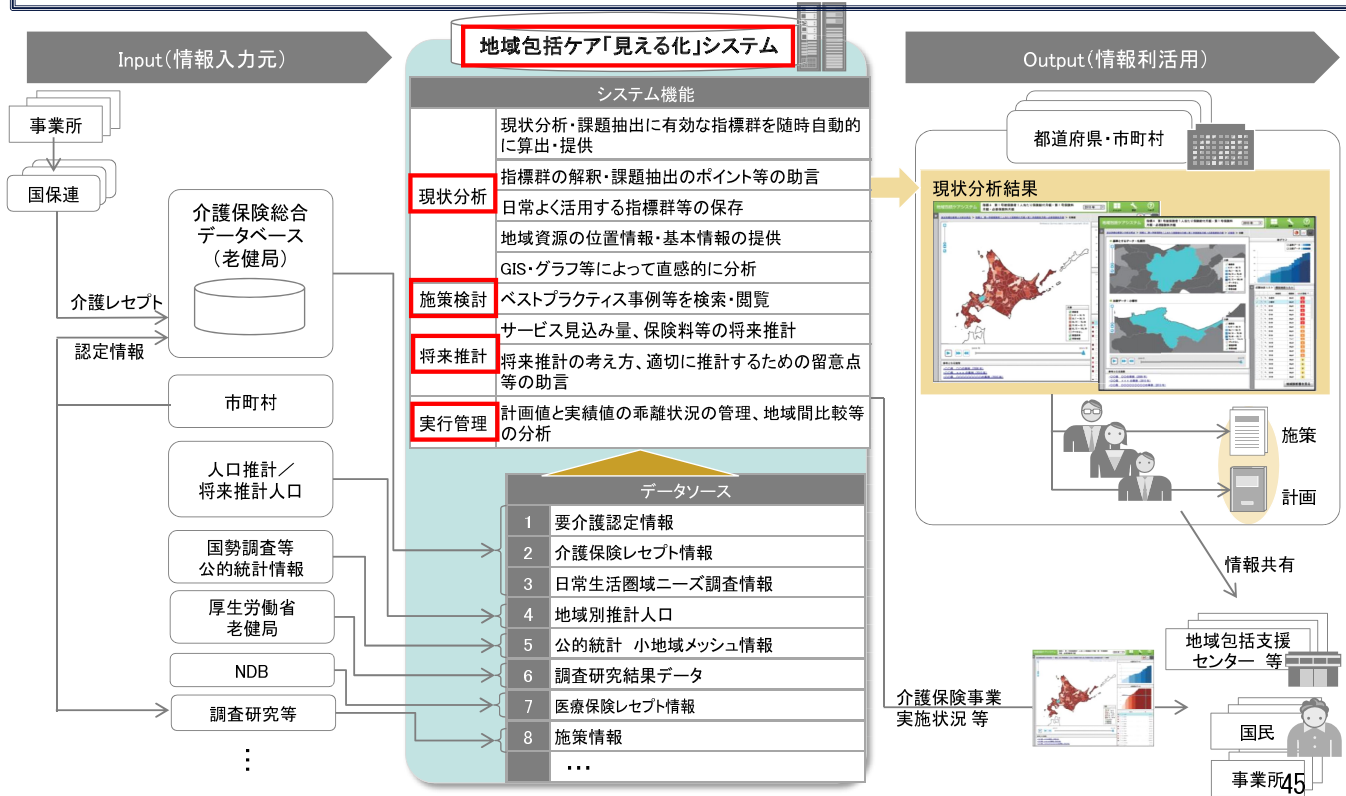 Input(情報入力元)
事業所
国保連
介護レセプト
認定情報
介護保険総合
データベース
(老健局)
市町村
人口推計/
将来推計人口
国勢調査等
公的統計情報
厚生労働省
老健局
NDB
調査研究等
⋮
地域包括ケア「見える化」システム
システム機能
現状分析
現状分析・課題抽出に有効な指標群を随時自動的
に算出・提供
指標群の解釈・課題抽出のポイント等の助言
日常よく活用する指標群等の保存
地域資源の位置情報・基本情報の提供
GIS・グラフ等によって直感的に分析
施策検討
ベストプラクティス事例等を検索・閲覧
将来推計
サービス見込み量、保険料等の将来推計
将来推計の考え方、適切に推計するための留意点
等の助言
実行管理
計画値と実績値の乖離状況の管理、地域間比較等
の分析
データソース
1 要介護認定情報
2 介護保険レセプト情報
3 日常生活圏域ニーズ調査情報
4 地域別推計人口
5 公的統計 小地域メッシュ情報
6 調査研究結果データ
7 医療保険レセプト情報
8 施策情報
…
Output(情報利活用)
都道府県・市町村
現状分析結果
施策
計画
情報共有
地域包括支援
センター 等
介護保険事業
実施状況 等
国民
事業所
45